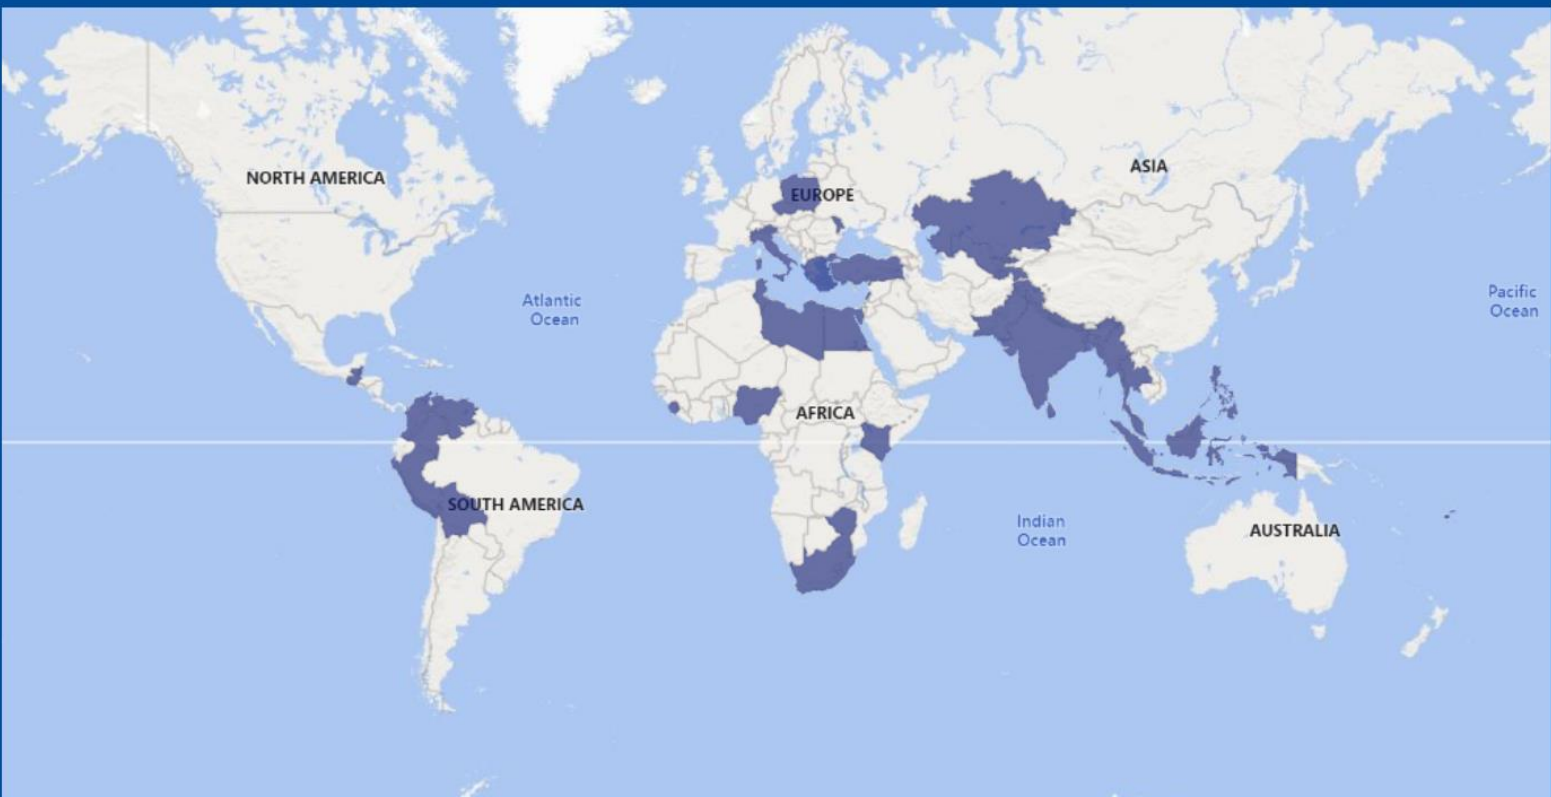 NORTH AMERICA
ASIA
EUROPE
Atlantic
Ocean
Pacific
Ocean
AFRICA
SOUTH AMERICA
Indian
Ocean
AUSTRALIA